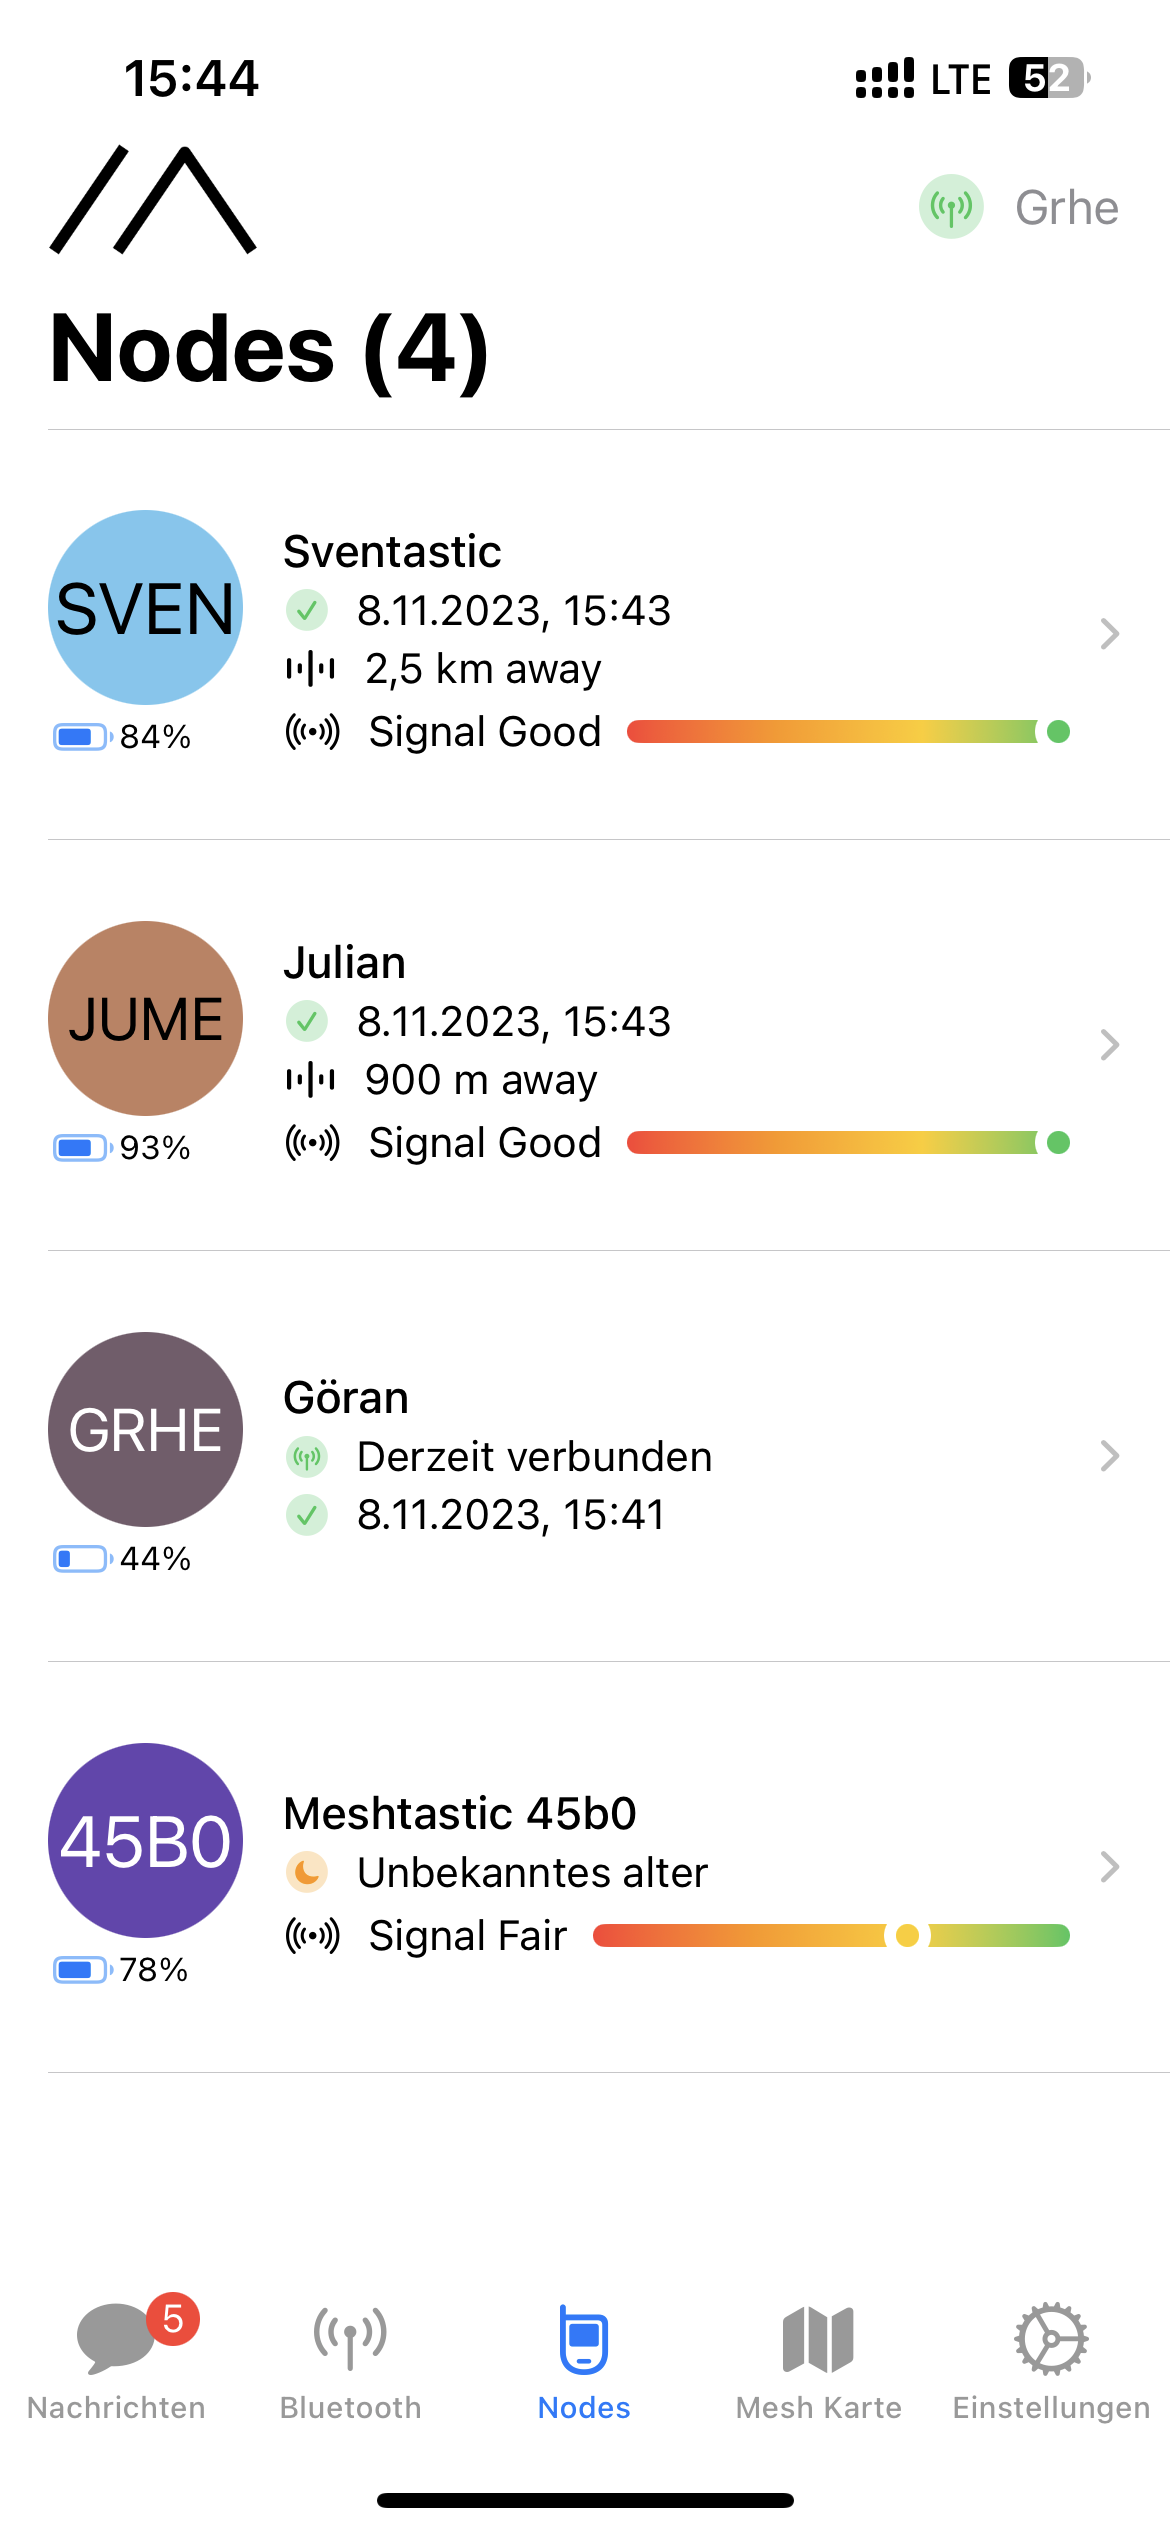 15:44
LTE 52
Grhe
Nodes (4)
SVEN
84%
Sventastic
8.11.2023, 15:43
2,5 km away
Signal Good
JUME
93%
Julian
8.11.2023, 15:43
900 m away
Signal Good
GRHE
44%
Göran
Derzeit verbunden
8.11.2023, 15:41
45B0
78%
Meshtastic 45b0
Unbekanntes alter
Signal Fair
5
Nachrichten
Bluetooth
Nodes
Mesh Karte
Einstellungen